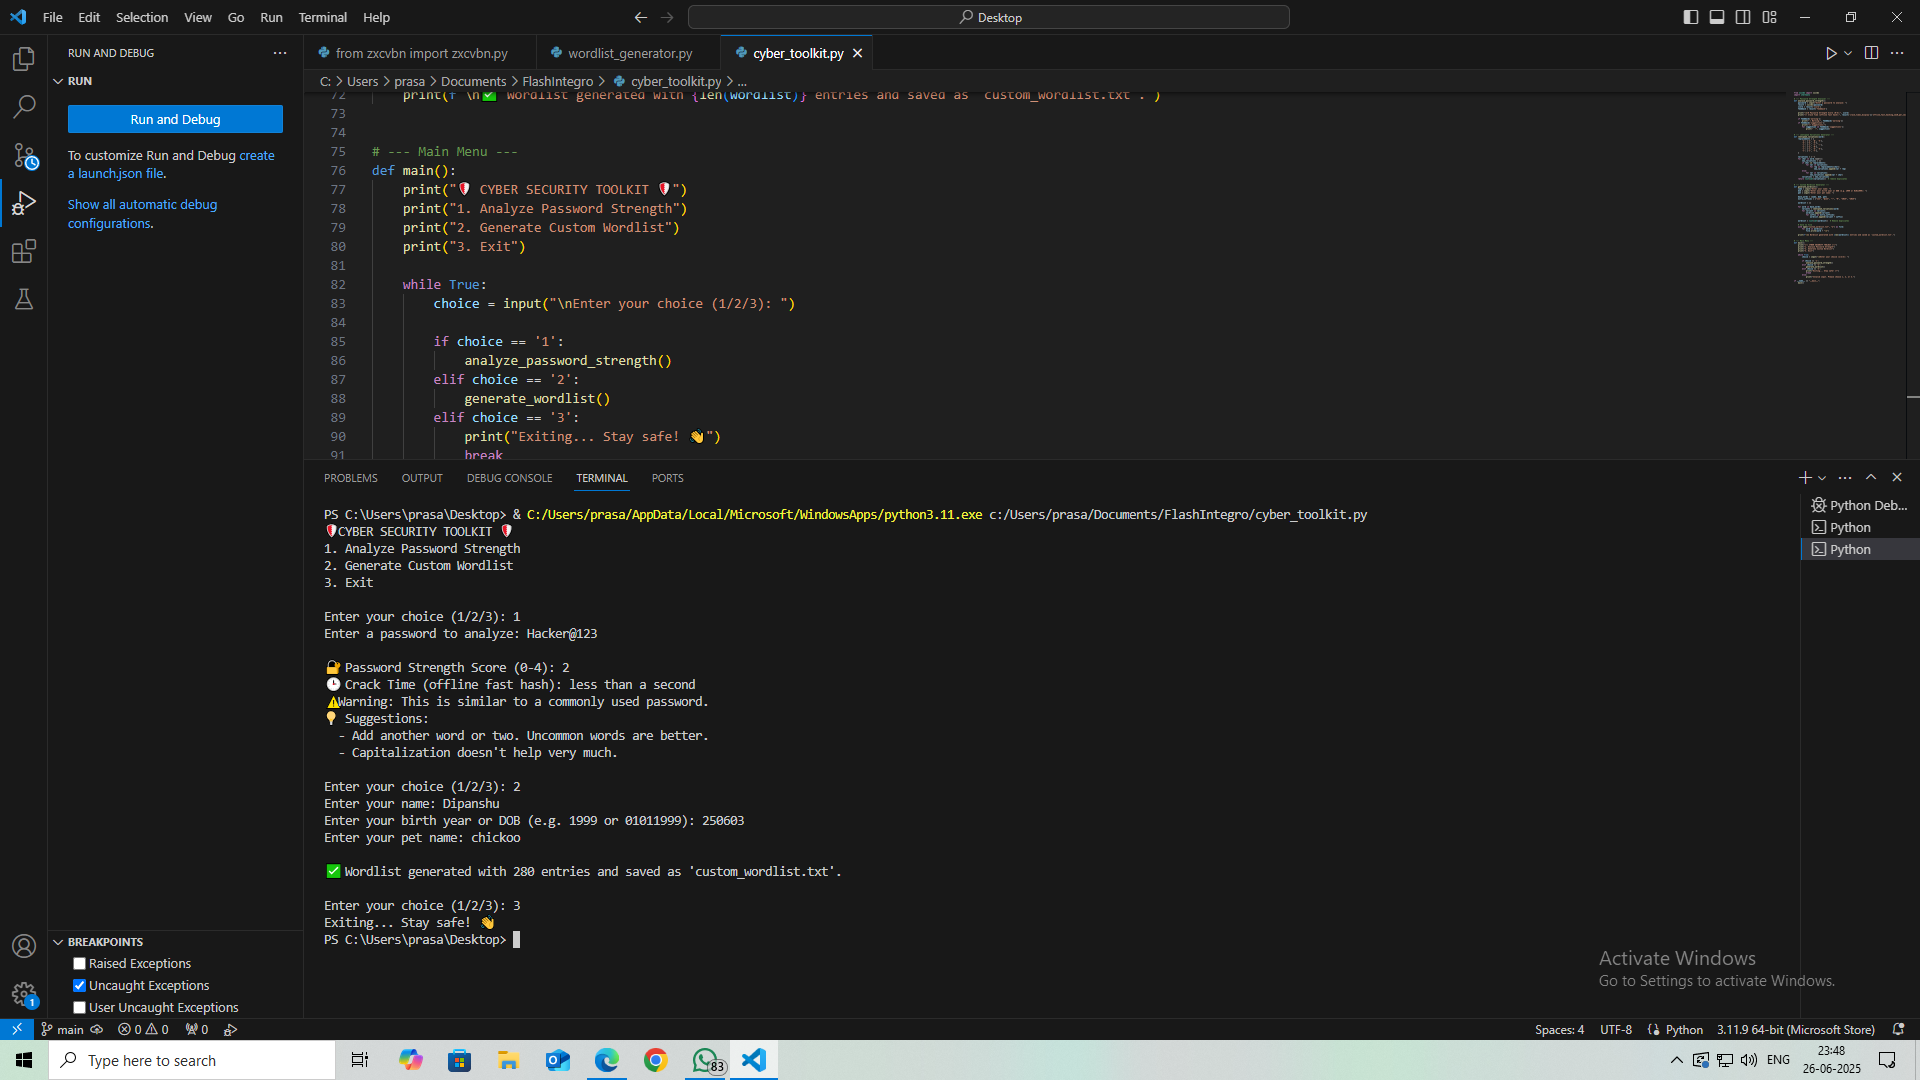 File Edit Selection View Go Run Terminal Help
Desktop
RUN AND DEBUG
RUN
Run and Debug
To customize Run and Debug create
a launch.json file.
Show all automatic debug
configurations.
from zxcvbn import zxcvbn.py
wordlist_generator.py
cyber_toolkit.py
C: > Users > prasa > Documents > FlashIntegro > cyber_toolkit.py > ...
72 print(f"\n✅ Wordlist generated with {len(wordlist)} entries and saved as 'custom_wordlist.txt'.")
73
74
75 # --- Main Menu ---
76 def main():
77 print("🛡 CYBER SECURITY TOOLKIT 🛡")
78 print("1. Analyze Password Strength")
79 print("2. Generate Custom Wordlist")
80 print("3. Exit")
81
82 while True:
83 choice = input("\nEnter your choice (1/2/3): ")
84
85 if choice == '1':
86 analyze_password_strength()
87 elif choice == '2':
88 generate_wordlist()
89 elif choice == '3':
90 print("Exiting... Stay safe! 👋")
91 break
PROBLEMS OUTPUT DEBUG CONSOLE TERMINAL PORTS
PS C:\Users\prasa\Desktop> & C:/Users/prasa/AppData/Local/Microsoft/WindowsApps/python3.11.exe c:/Users/prasa/Documents/FlashIntegro/cyber_toolkit.py
🛡CYBER SECURITY TOOLKIT 🛡
1. Analyze Password Strength
2. Generate Custom Wordlist
3. Exit
Enter your choice (1/2/3): 1
Enter a password to analyze: Hacker@123
🔐 Password Strength Score (0-4): 2
🕒 Crack Time (offline fast hash): less than a second
⚠Warning: This is similar to a commonly used password.
💡 Suggestions:
- Add another word or two. Uncommon words are better.
- Capitalization doesn't help very much.
Enter your choice (1/2/3): 2
Enter your name: Dipanshu
Enter your birth year or DOB (e.g. 1999 or 01011999): 250603
Enter your pet name: chickoo
✅ Wordlist generated with 280 entries and saved as 'custom_wordlist.txt'.
Enter your choice (1/2/3): 3
Exiting... Stay safe! 👋
PS C:\Users\prasa\Desktop>
Python Deb...
Python
Python
BREAKPOINTS
Raised Exceptions
Uncaught Exceptions
User Uncaught Exceptions
1
Activate Windows
Go to Settings to activate Windows.
main 0 0 0
Spaces: 4 UTF-8 Python 3.11.9 64-bit (Microsoft Store)
Type here to search
83
ENG
23:48
26-06-2025